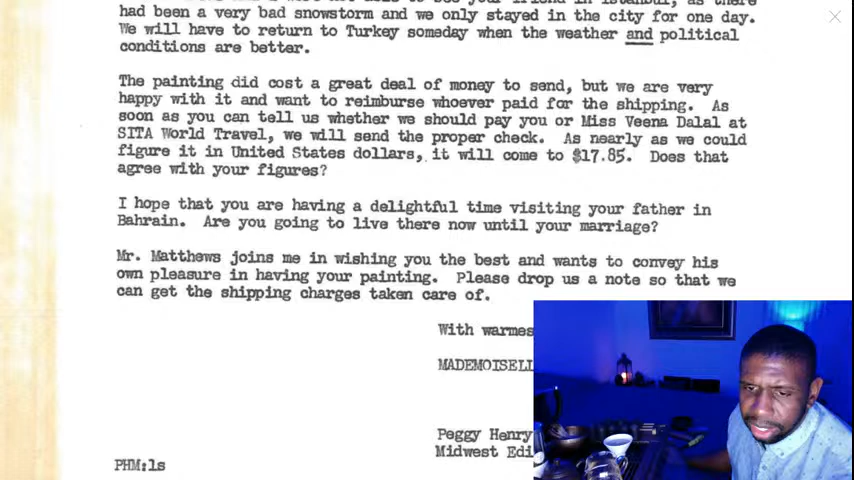 had been a very bad snowstorm and we only stayed in the city for one day.
We will have to return to Turkey someday when the weather and political
conditions are better.
The painting did cost a great deal of money to send, but we are very
happy with it and want to reimburse whoever paid for the shipping. As
soon as you can tell us whether we should pay you or Miss Veena Dalal at
SITA World Travel, we will send the proper check. As nearly as we could
figure it in United States dollars, it will come to $17.85. Does that
agree with your figures?
I hope that you are having a delightful time visiting your father in
Bahrain. Are you going to live there now until your marriage?
Mr. Matthews joins me in wishing you the best and wants to convey his
own pleasure in having your painting. Please drop us a note so that we
can get the shipping charges taken care of.
With warmes
MADEMOISELL
Peggy Henry
Midwest Edi
PHM:ls